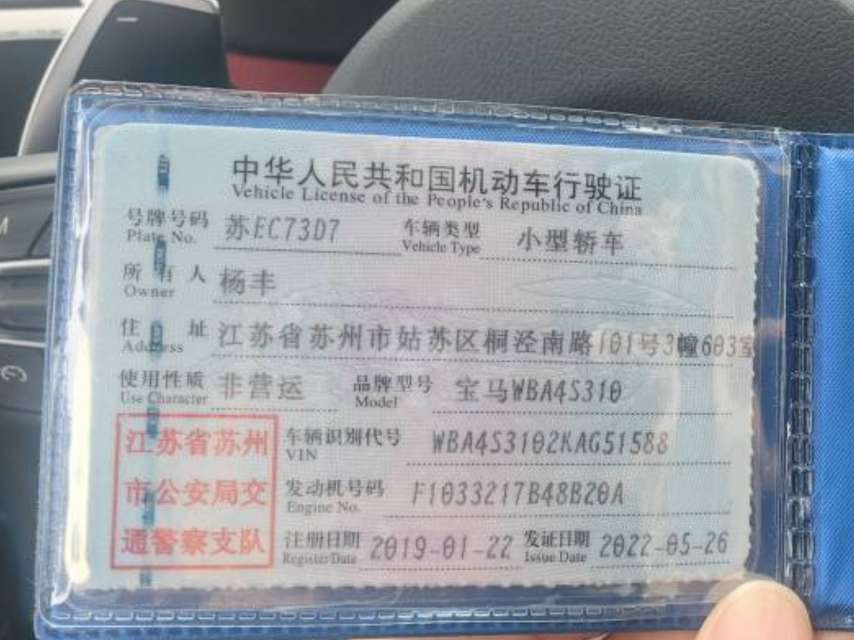 中华人民共和国机动车行驶证
Vehicle License of the People's Republic of China
号牌号码 苏EC73D7 车辆类型 小型轿车
Plate No. Vehicle Type
所有人 杨丰
Owner
住址 江苏省苏州市姑苏区桐泾南路101号3幢603室
Address
使用性质 非营运 品牌型号 宝马WBA4S310
Use Character Model
江苏省苏州 车辆识别代号 WBA4S3102KAG51588
VIN
市公安局交 发动机号码 F1033217B48B20A
Engine No.
通警察支队 注册日期 2019-01-22 发证日期 2022-05-26
Register Date Issue Date